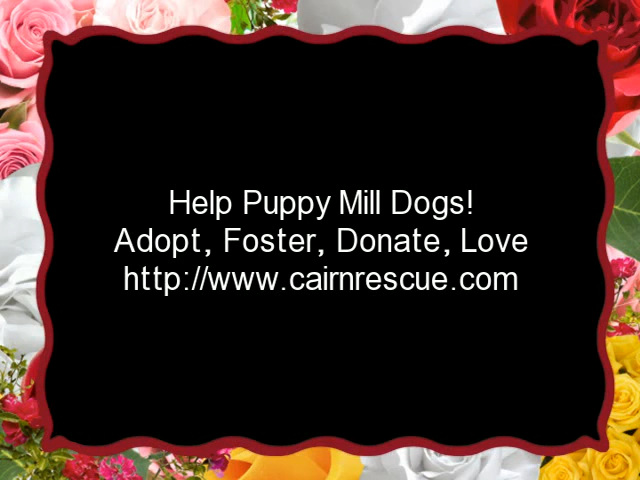 Help Puppy Mill Dogs!
Adopt, Foster, Donate, Love
http://www.cairnrescue.com